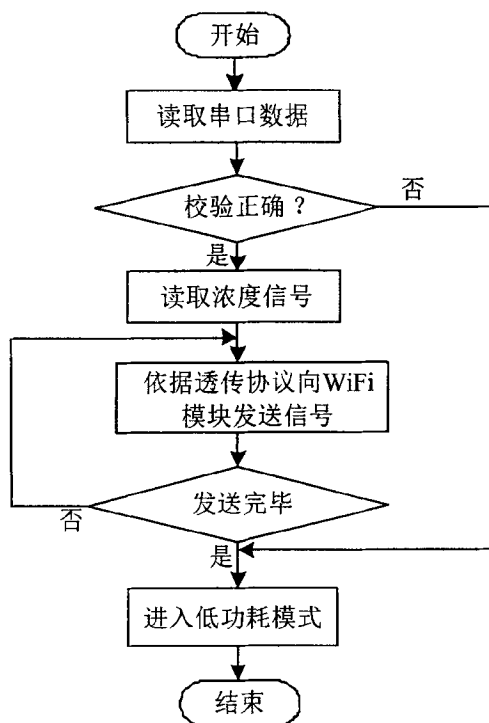 开始
读取串口数据
校验正确？
否
是
读取浓度信号
依据透传协议向WiFi
模块发送信号
发送完毕
否
是
进入低功耗模式
结束